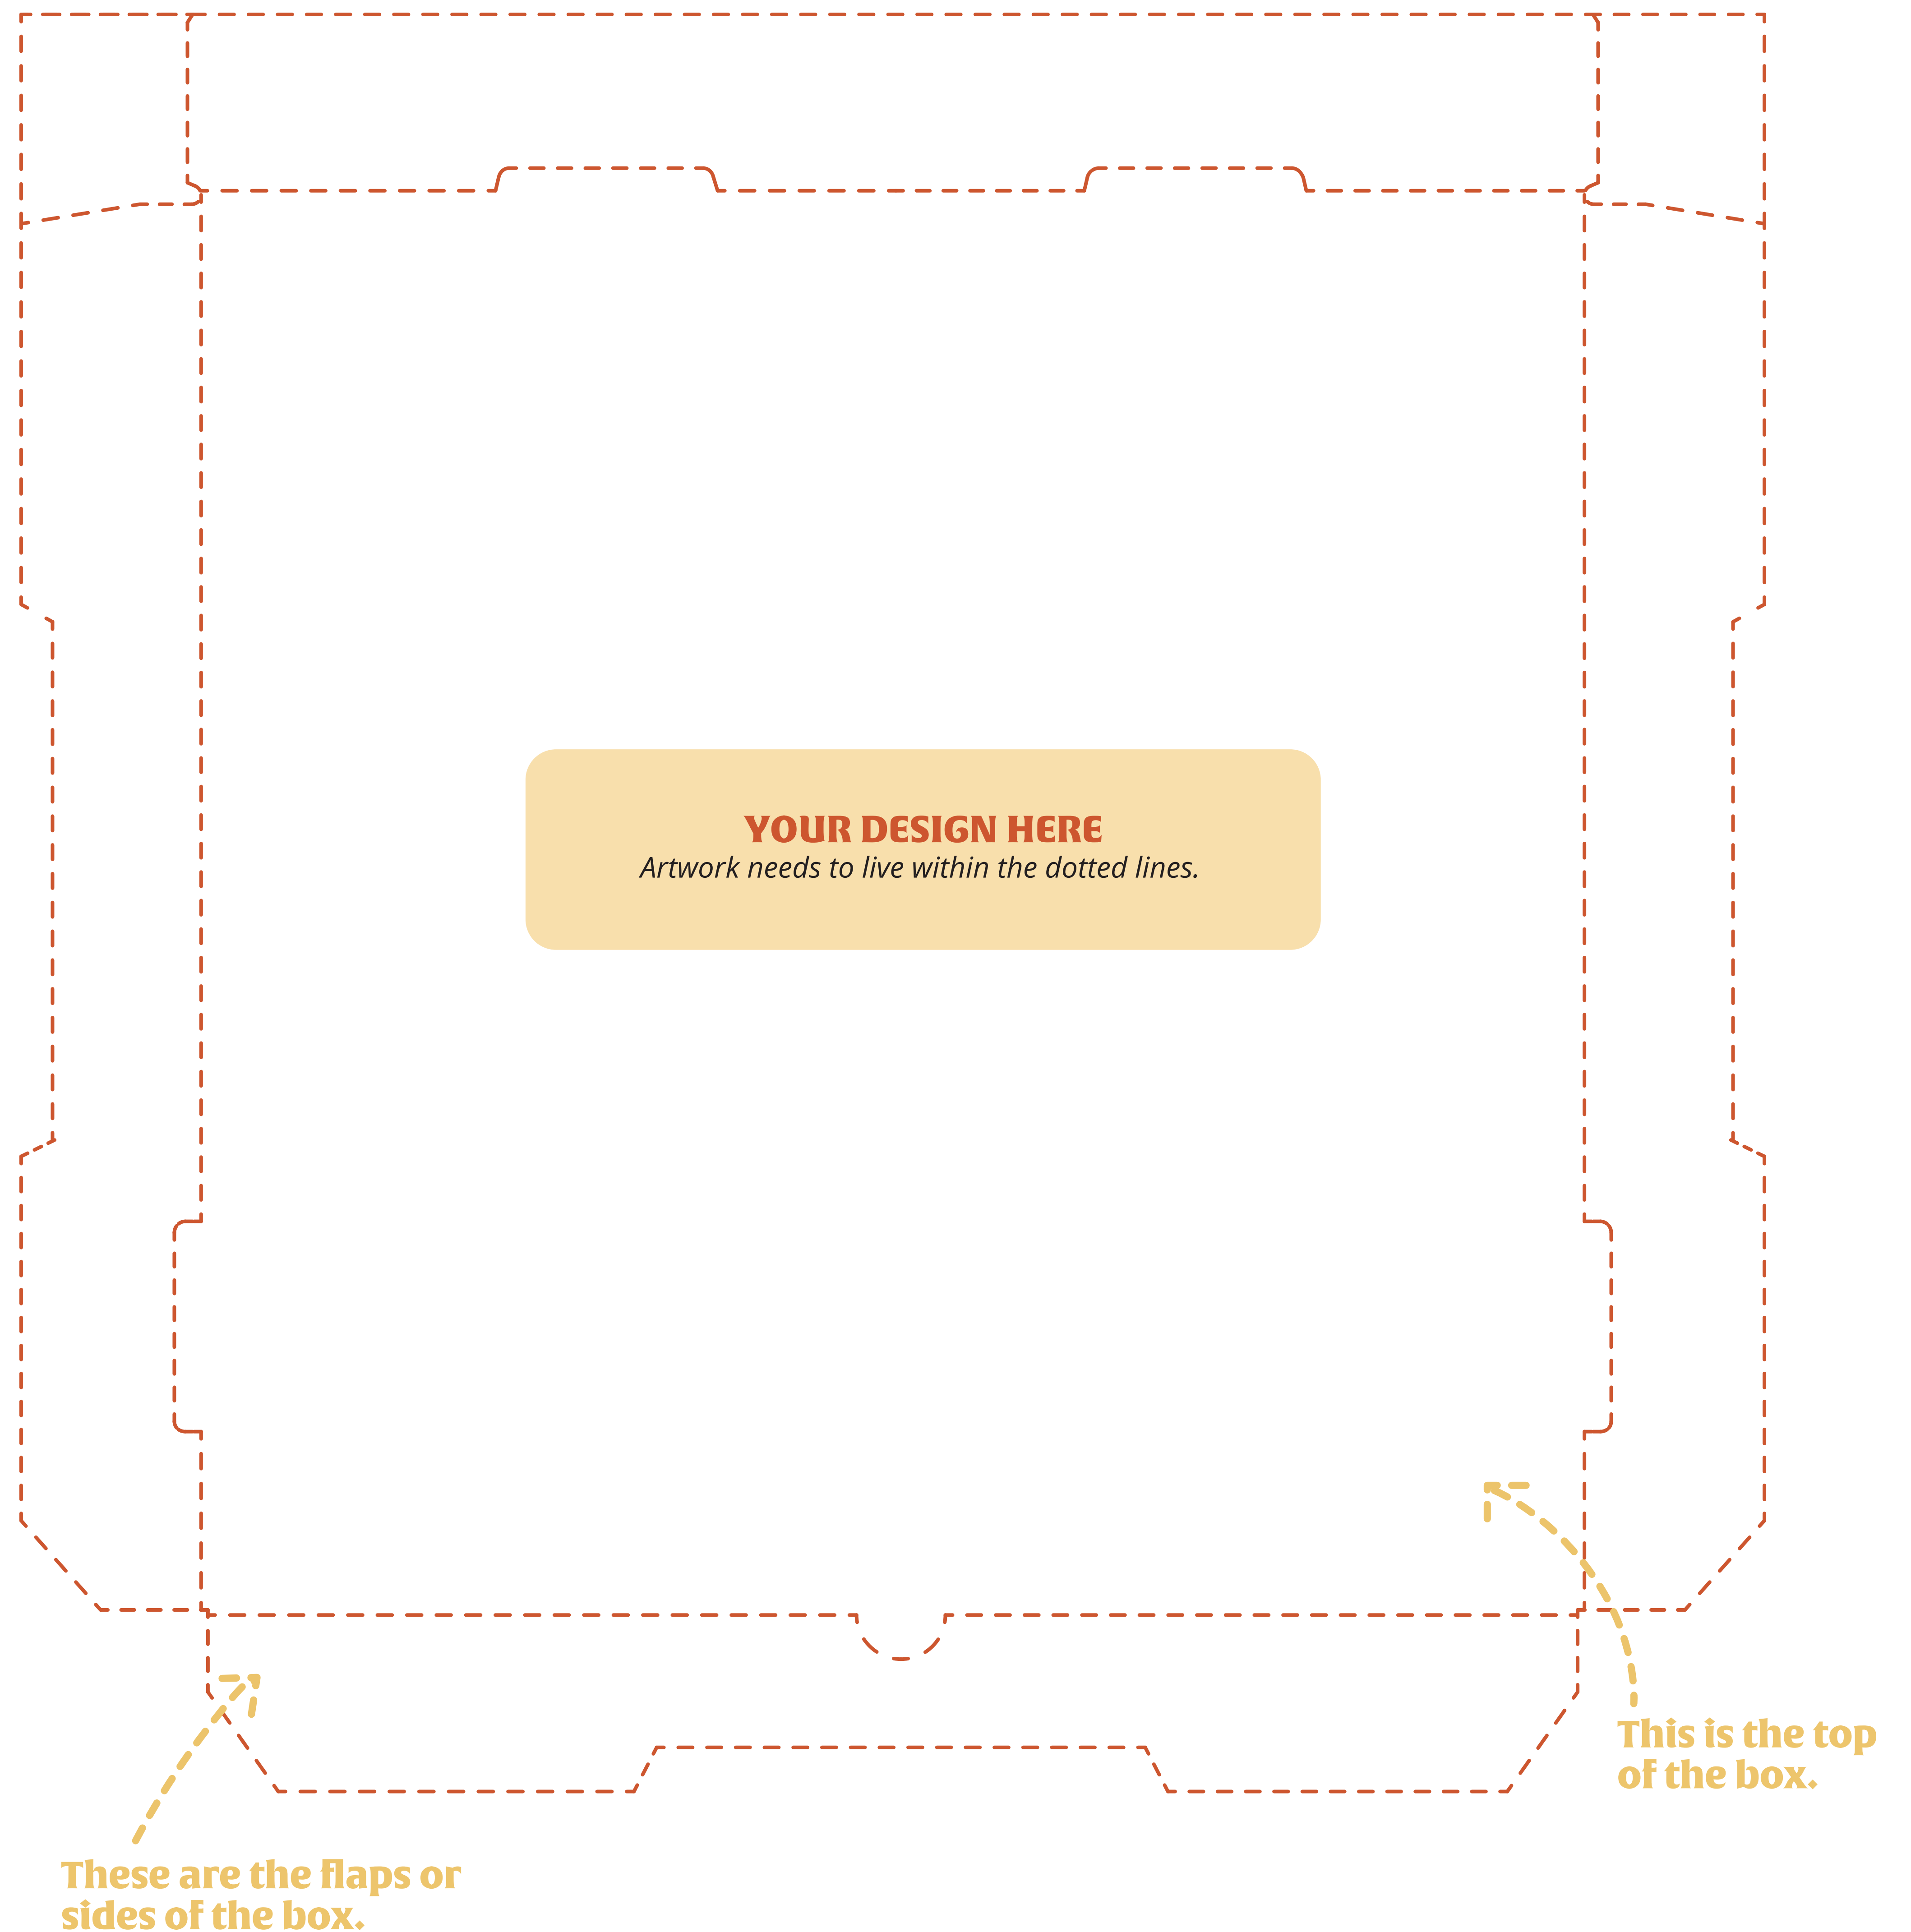 YOUR DESIGN HERE
Artwork needs to live within the dotted lines.
This is the top
of the box.
These are the flaps or
sides of the box.